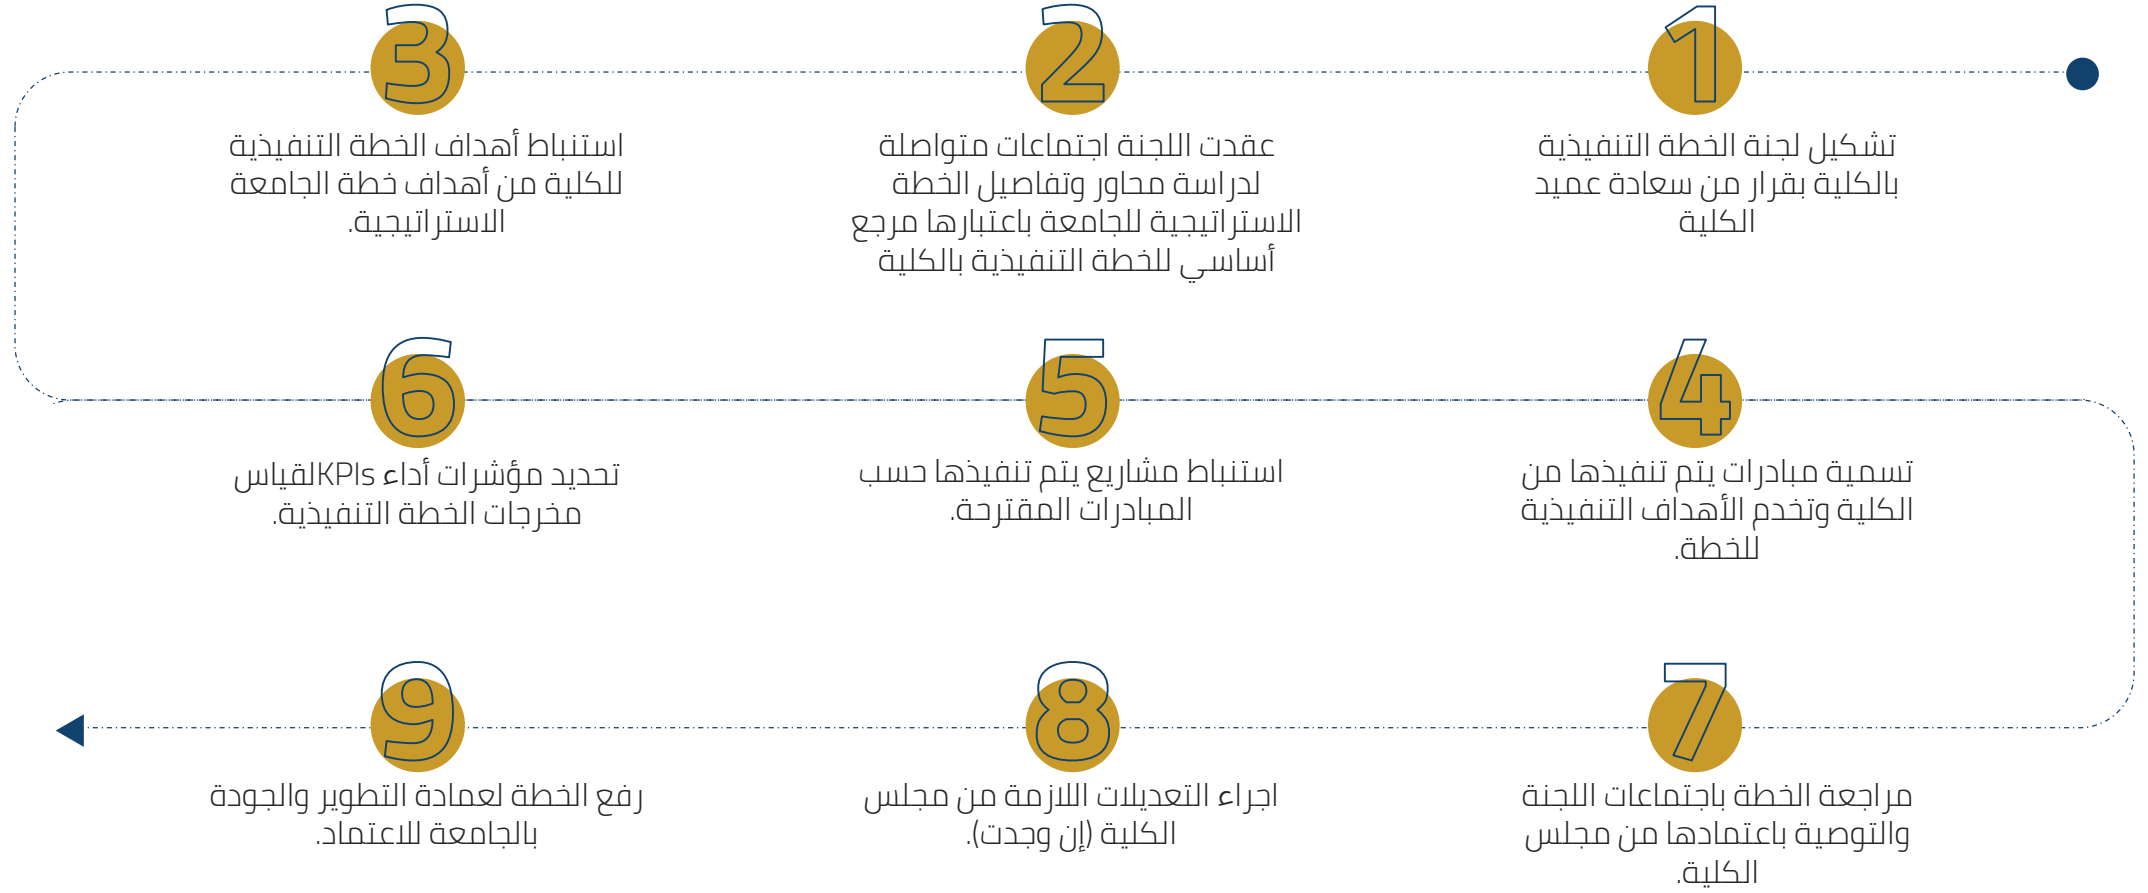 1
تشكيل لجنة الخطة التنفيذية
بالكلية بقرار من سعادة عميد
الكلية
2
عقدت اللجنة اجتماعات متواصلة
لدراسة محاور وتفاصيل الخطة
الاستراتيجية للجامعة باعتبارها مرجع
أساسي للخطة التنفيذية بالكلية
3
استنباط أهداف الخطة التنفيذية
للكلية من أهداف خطة الجامعة
الاستراتيجية.
4
تسمية مبادرات يتم تنفيذها من
الكلية وتخدم الأهداف التنفيذية
للخطة.
5
استنباط مشاريع يتم تنفيذها حسب
المبادرات المقترحة.
6
تحديد مؤشرات أداء KPIsلقياس
مخرجات الخطة التنفيذية.
7
مراجعة الخطة باجتماعات اللجنة
والتوصية باعتمادها من مجلس
الكلية.
8
اجراء التعديلات اللازمة من مجلس
الكلية (إن وجدت).
9
رفع الخطة لعمادة التطوير والجودة
بالجامعة للاعتماد.